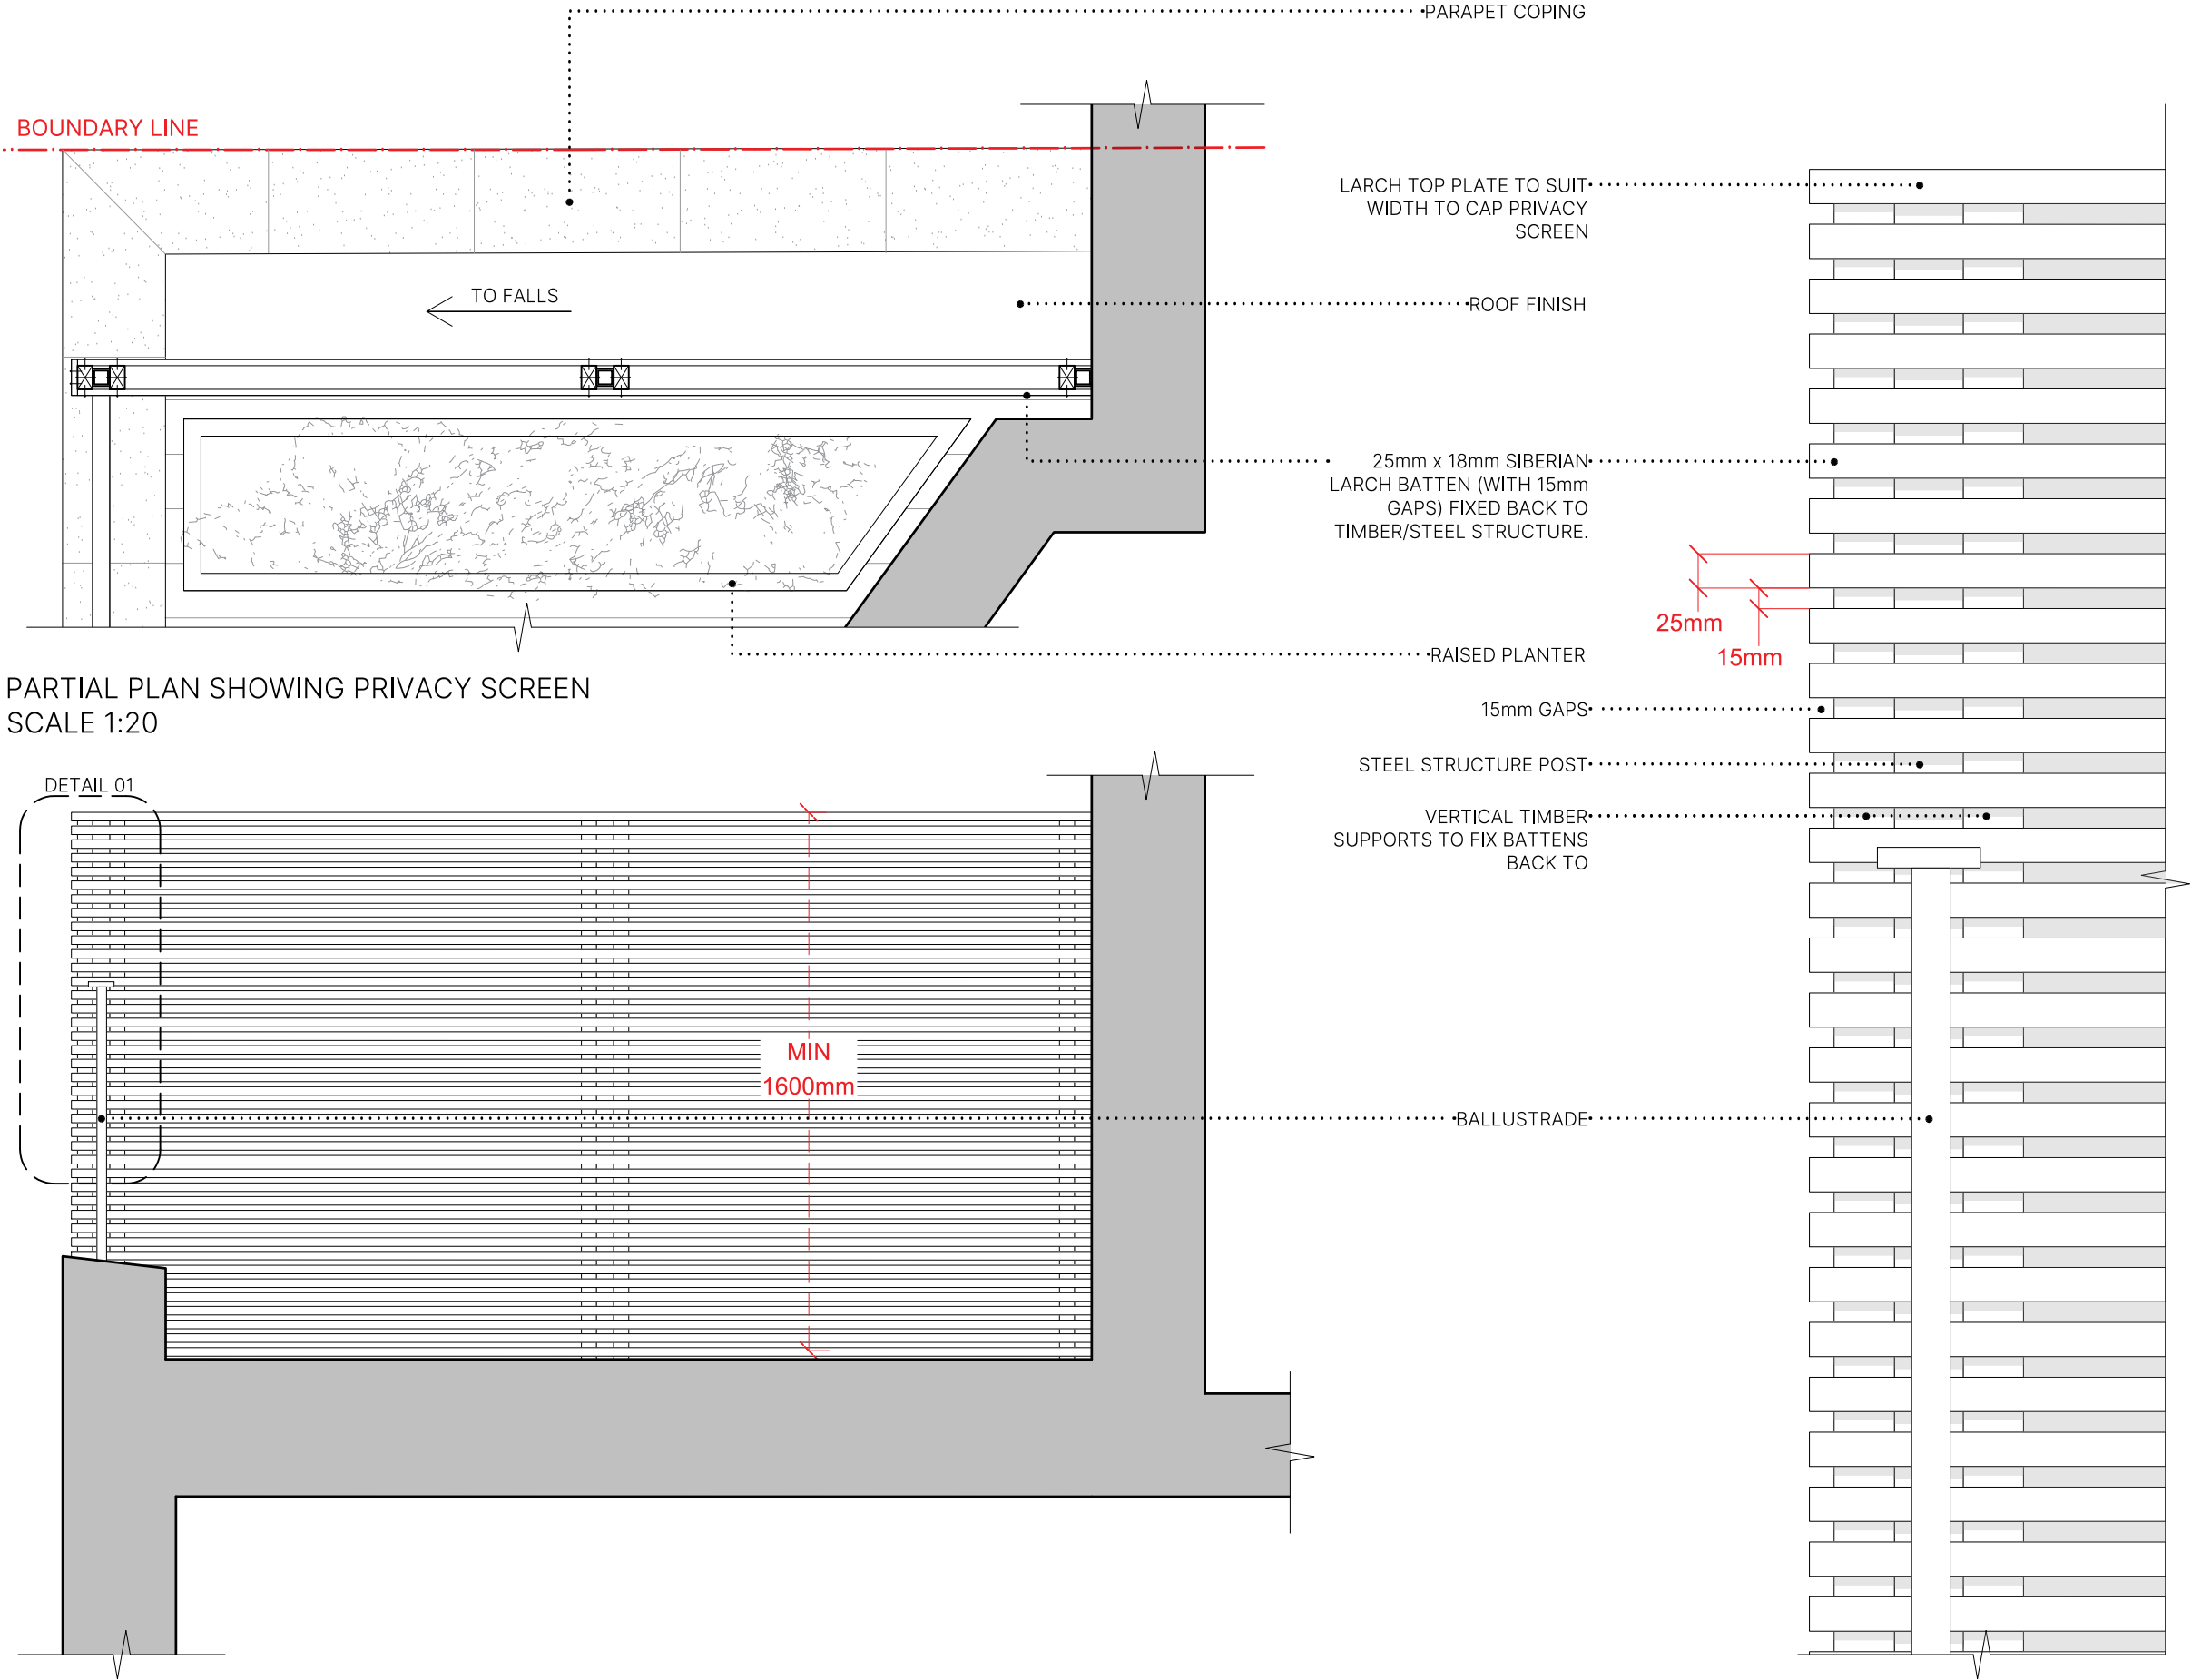 PARAPET COPING
BOUNDARY LINE
LARCH TOP PLATE TO SUIT
WIDTH TO CAP PRIVACY
SCREEN
TO FALLS
ROOF FINISH
25mm x 18mm SIBERIAN
LARCH BATTEN (WITH 15mm
GAPS) FIXED BACK TO
TIMBER/STEEL STRUCTURE.
25mm
15mm
RAISED PLANTER
PARTIAL PLAN SHOWING PRIVACY SCREEN
SCALE 1:20
15mm GAPS
STEEL STRUCTURE POST
DETAIL 01
VERTICAL TIMBER
SUPPORTS TO FIX BATTENS
BACK TO
MIN
1600mm
BALLUSTRADE